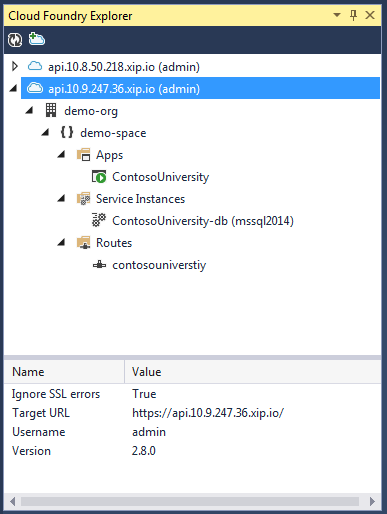 Cloud Foundry Explorer
api.10.8.50.218.xip.io (admin)
api.10.9.247.36.xip.io (admin)
demo-org
demo-space
Apps
ContosoUniversity
Service Instances
ContosoUniversity-db (mssql2014)
Routes
contosouniverstiy
Name Value
Ignore SSL errors True
Target URL https://api.10.9.247.36.xip.io/
Username admin
Version 2.8.0